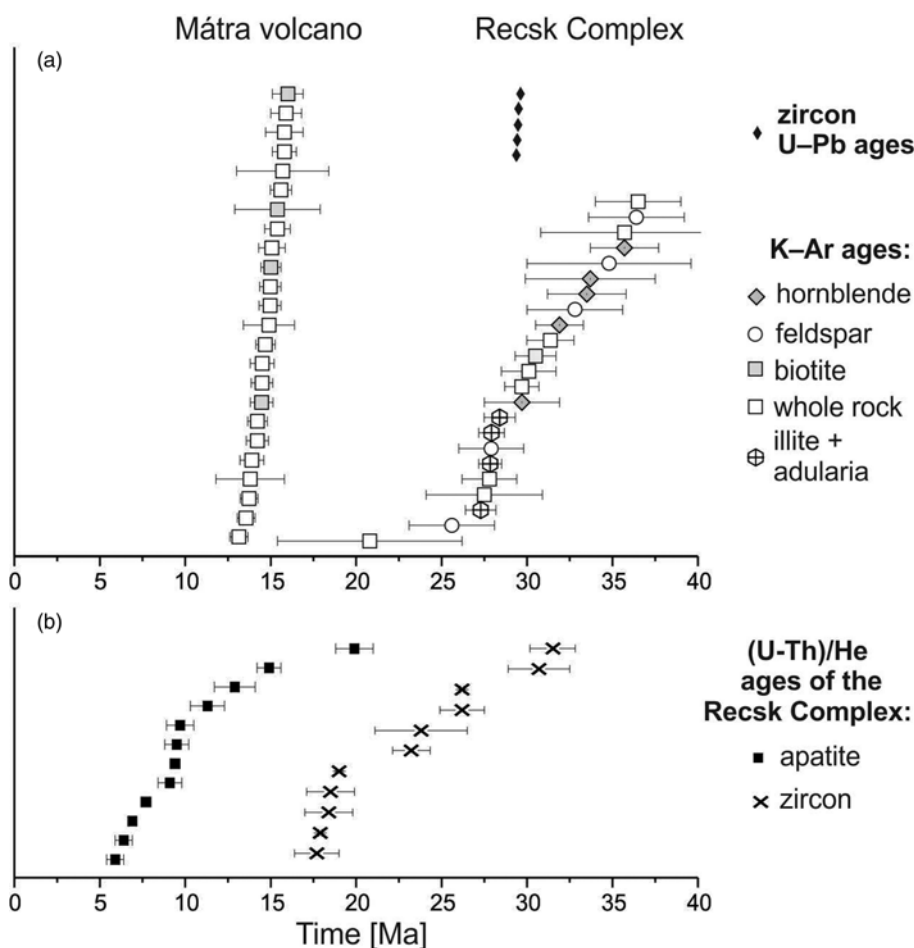 Mátra volcano
Recsk Complex
(a)
zircon
U–Pb ages
K–Ar ages:
hornblende
feldspar
biotite
whole rock
illite +
adularia
0 5 10 15 20 25 30 35 40
(b)
(U-Th)/He
ages of the
Recsk Complex:
apatite
zircon
0 5 10 15 20 25 30 35 40
Time [Ma]